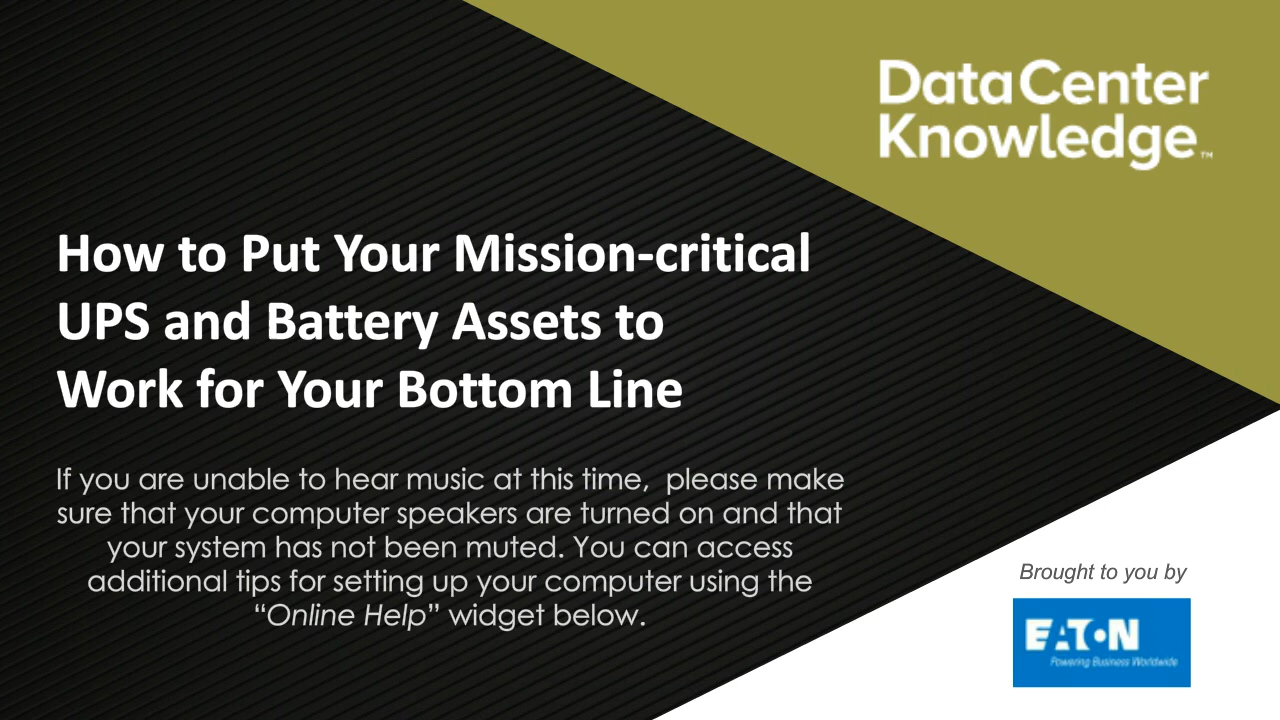 Data Center
Knowledge™
How to Put Your Mission-critical
UPS and Battery Assets to
Work for Your Bottom Line
If you are unable to hear music at this time,  please make
sure that your computer speakers are turned on and that
your system has not been muted. You can access
additional tips for setting up your computer using the
“Online Help” widget below.
Brought to you by
EATON
Powering Business Worldwide